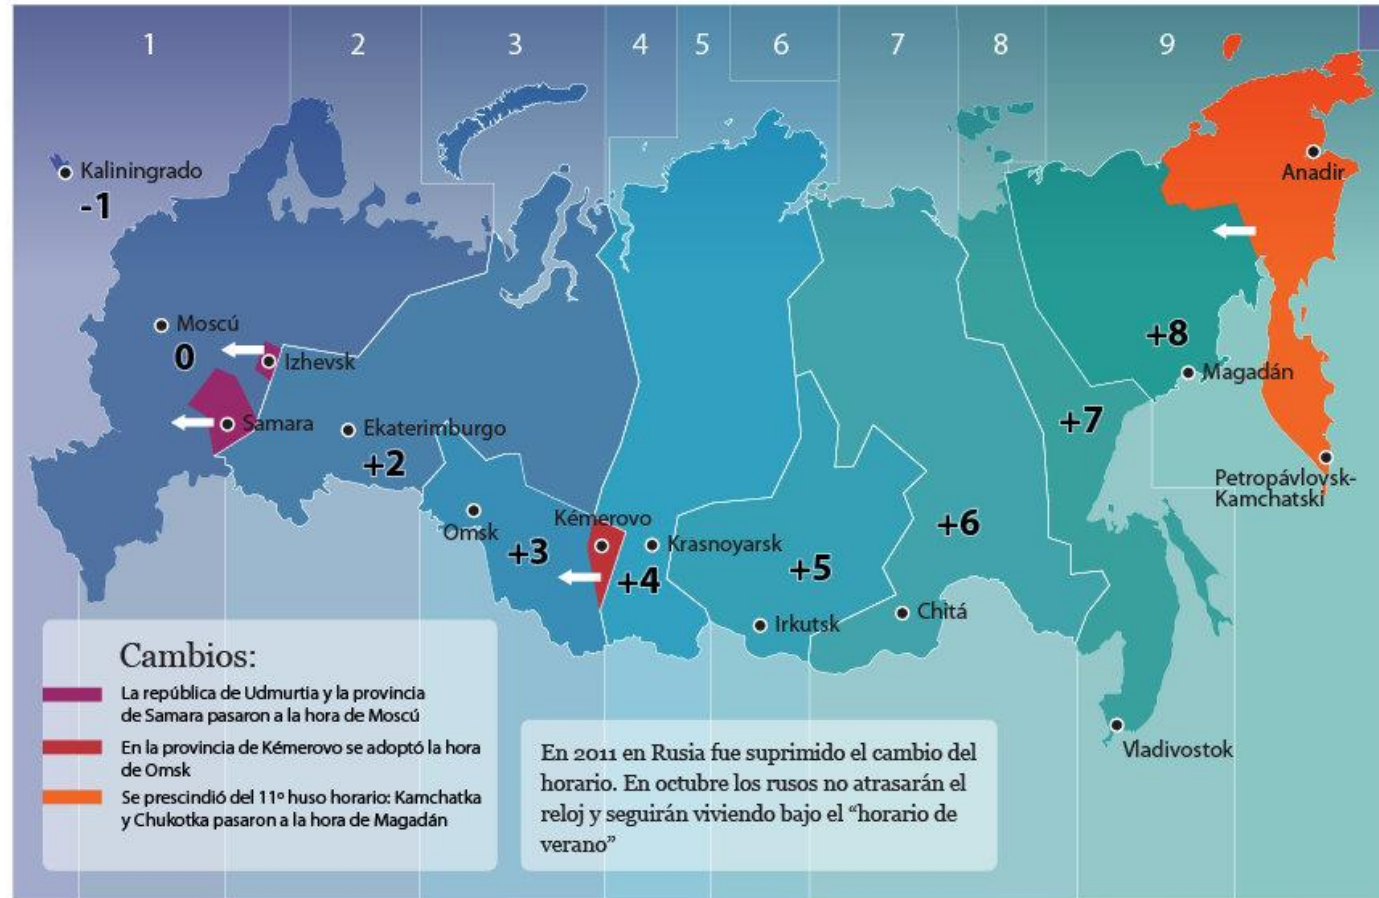 1 2 3 4 5 6 7 8 9
Kaliningrado
-1
Anadir
Moscú
0
Izhevsk
+8
Magadán
Samara
Ekaterimburgo
+2
+7
Petropávlovsk-
Kamchatski
Omsk
+3
Kémerovo
Krasnoyarsk
+4
+5
+6
Irkutsk
Chitá
Vladivostok
Cambios:
La república de Udmurtia y la provincia
de Samara pasaron a la hora de Moscú
En la provincia de Kémerovo se adoptó la hora
de Omsk
Se prescindió del 11º huso horario: Kamchatka
y Chukotka pasaron a la hora de Magadán
En 2011 en Rusia fue suprimido el cambio del
horario. En octubre los rusos no atrasarán el
reloj y seguirán viviendo bajo el “horario de
verano”